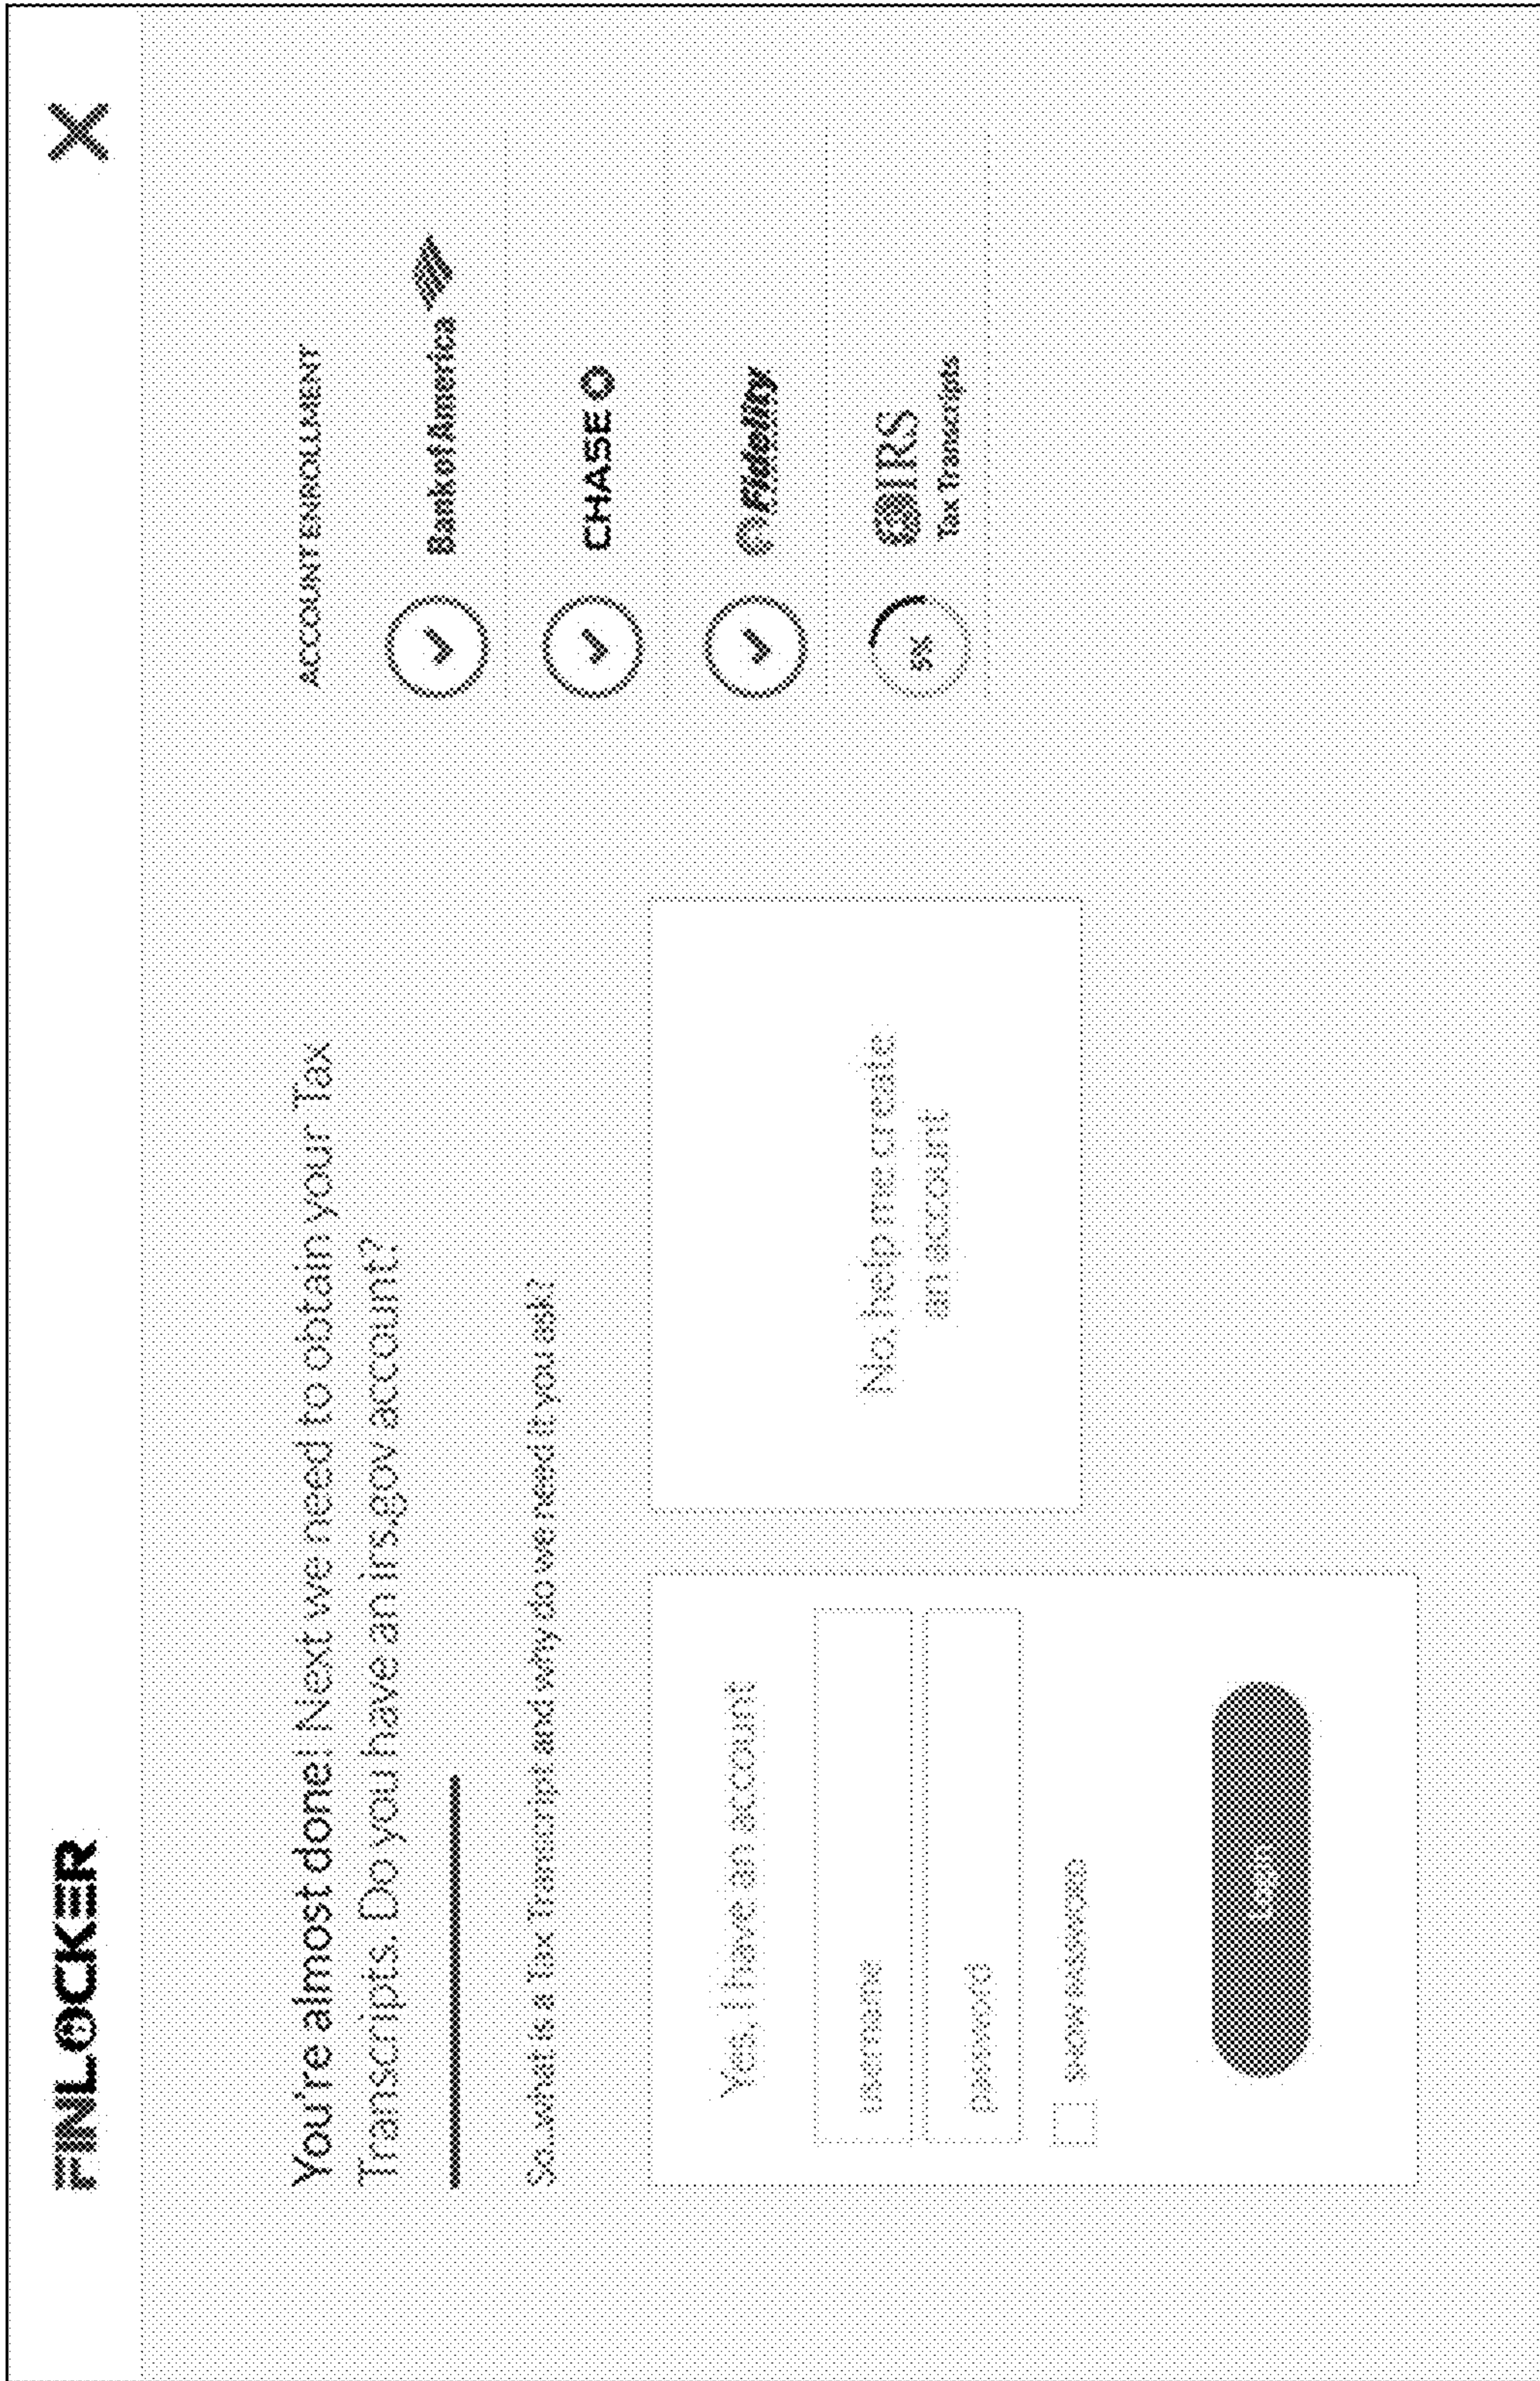 FINLOCKER
You're almost done! Next we need to obtain your Tax
Transcripts. Do you have an irs.gov account?
So...what is a Tax Transcript and why do we need it you ask?
Yes, I have an account
username
password
No, help me create
an account
ACCOUNT ENROLLMENT
Bank of America
CHASE
Fidelity
5%
IRS
Tax Transcripts